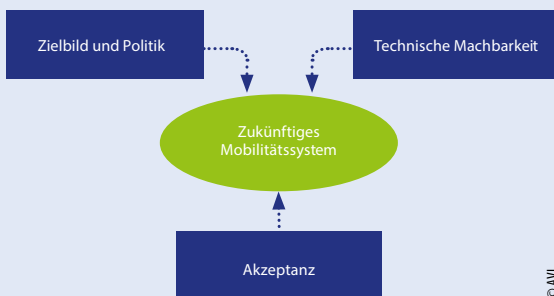 Zielbild und Politik
Technische Machbarkeit
Zukünftiges
Mobilitätssystem
Akzeptanz
© AVL